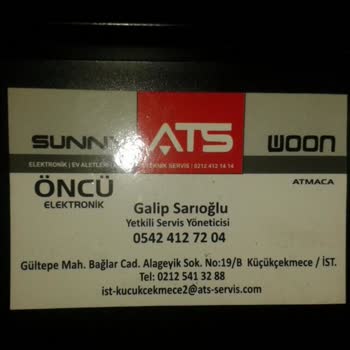 SUNNY ATS WOON
ELEKTRONİK | EV ALETLERİ TEKNİK SERVİS / 0212 412 14 14
ÖNCÜ ATMACA
ELEKTRONİK
Galip Sarıoğlu
Yetkili Servis Yöneticisi
0542 412 72 04
Gültepe Mah. Bağlar Cad. Alageyik Sok. No:19/B Küçükçekmece / İST.
Tel: 0212 541 32 88
ist-kucukcekmece2@ats-servis.com